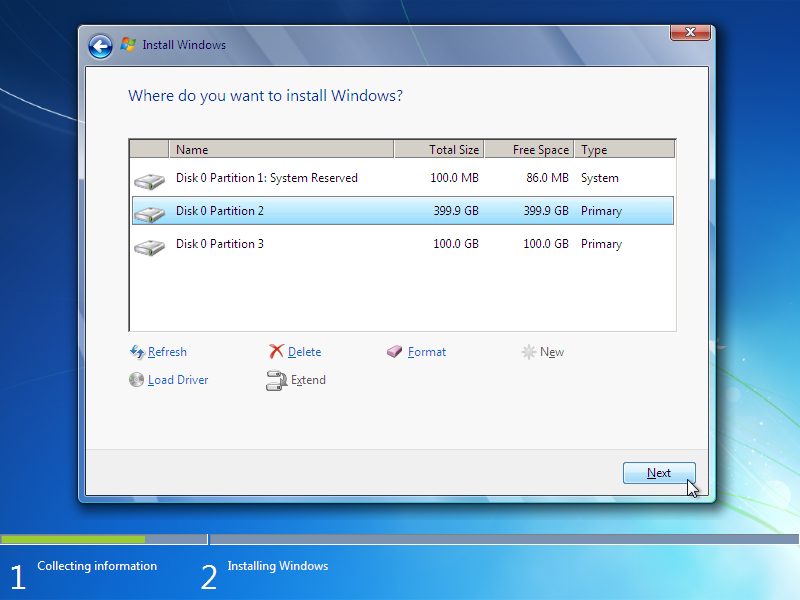 Install Windows
Where do you want to install Windows?
Name Total Size Free Space Type
Disk 0 Partition 1: System Reserved 100.0 MB 86.0 MB System
Disk 0 Partition 2 399.9 GB 399.9 GB Primary
Disk 0 Partition 3 100.0 GB 100.0 GB Primary
Refresh Delete Format New
Load Driver Extend
Next
1 Collecting information 2 Installing Windows